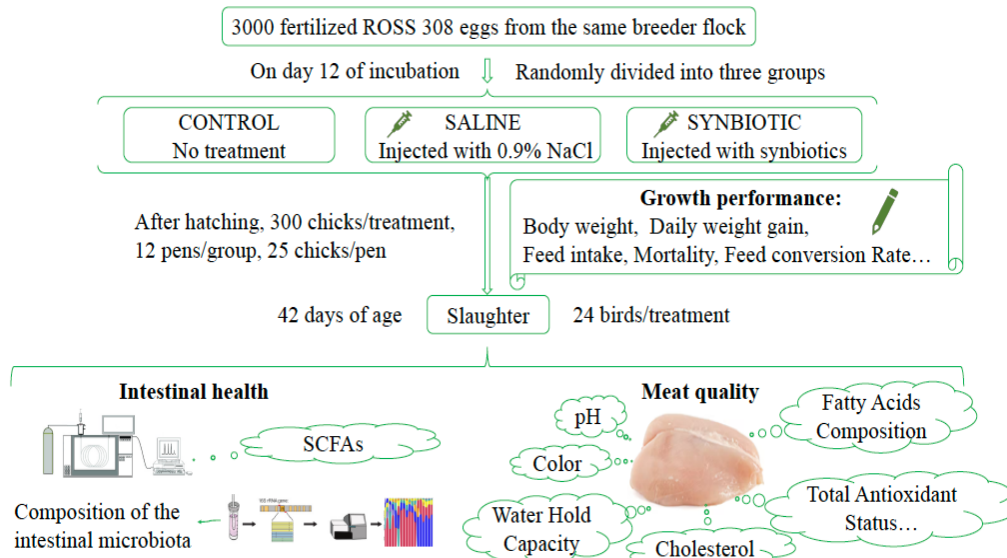 3000 fertilized ROSS 308 eggs from the same breeder flock
On day 12 of incubation
Randomly divided into three groups
CONTROL
No treatment
SALINE
Injected with 0.9% NaCl
SYNBIOTIC
Injected with synbiotics
After hatching, 300 chicks/treatment,
12 pens/group, 25 chicks/pen
Growth performance:
Body weight, Daily weight gain,
Feed intake, Mortality, Feed conversion Rate…
42 days of age
Slaughter
24 birds/treatment
Intestinal health
SCFAs
Composition of the
intestinal microbiota
Meat quality
pH
Color
Water Hold
Capacity
Cholesterol
Fatty Acids
Composition
Total Antioxidant
Status…